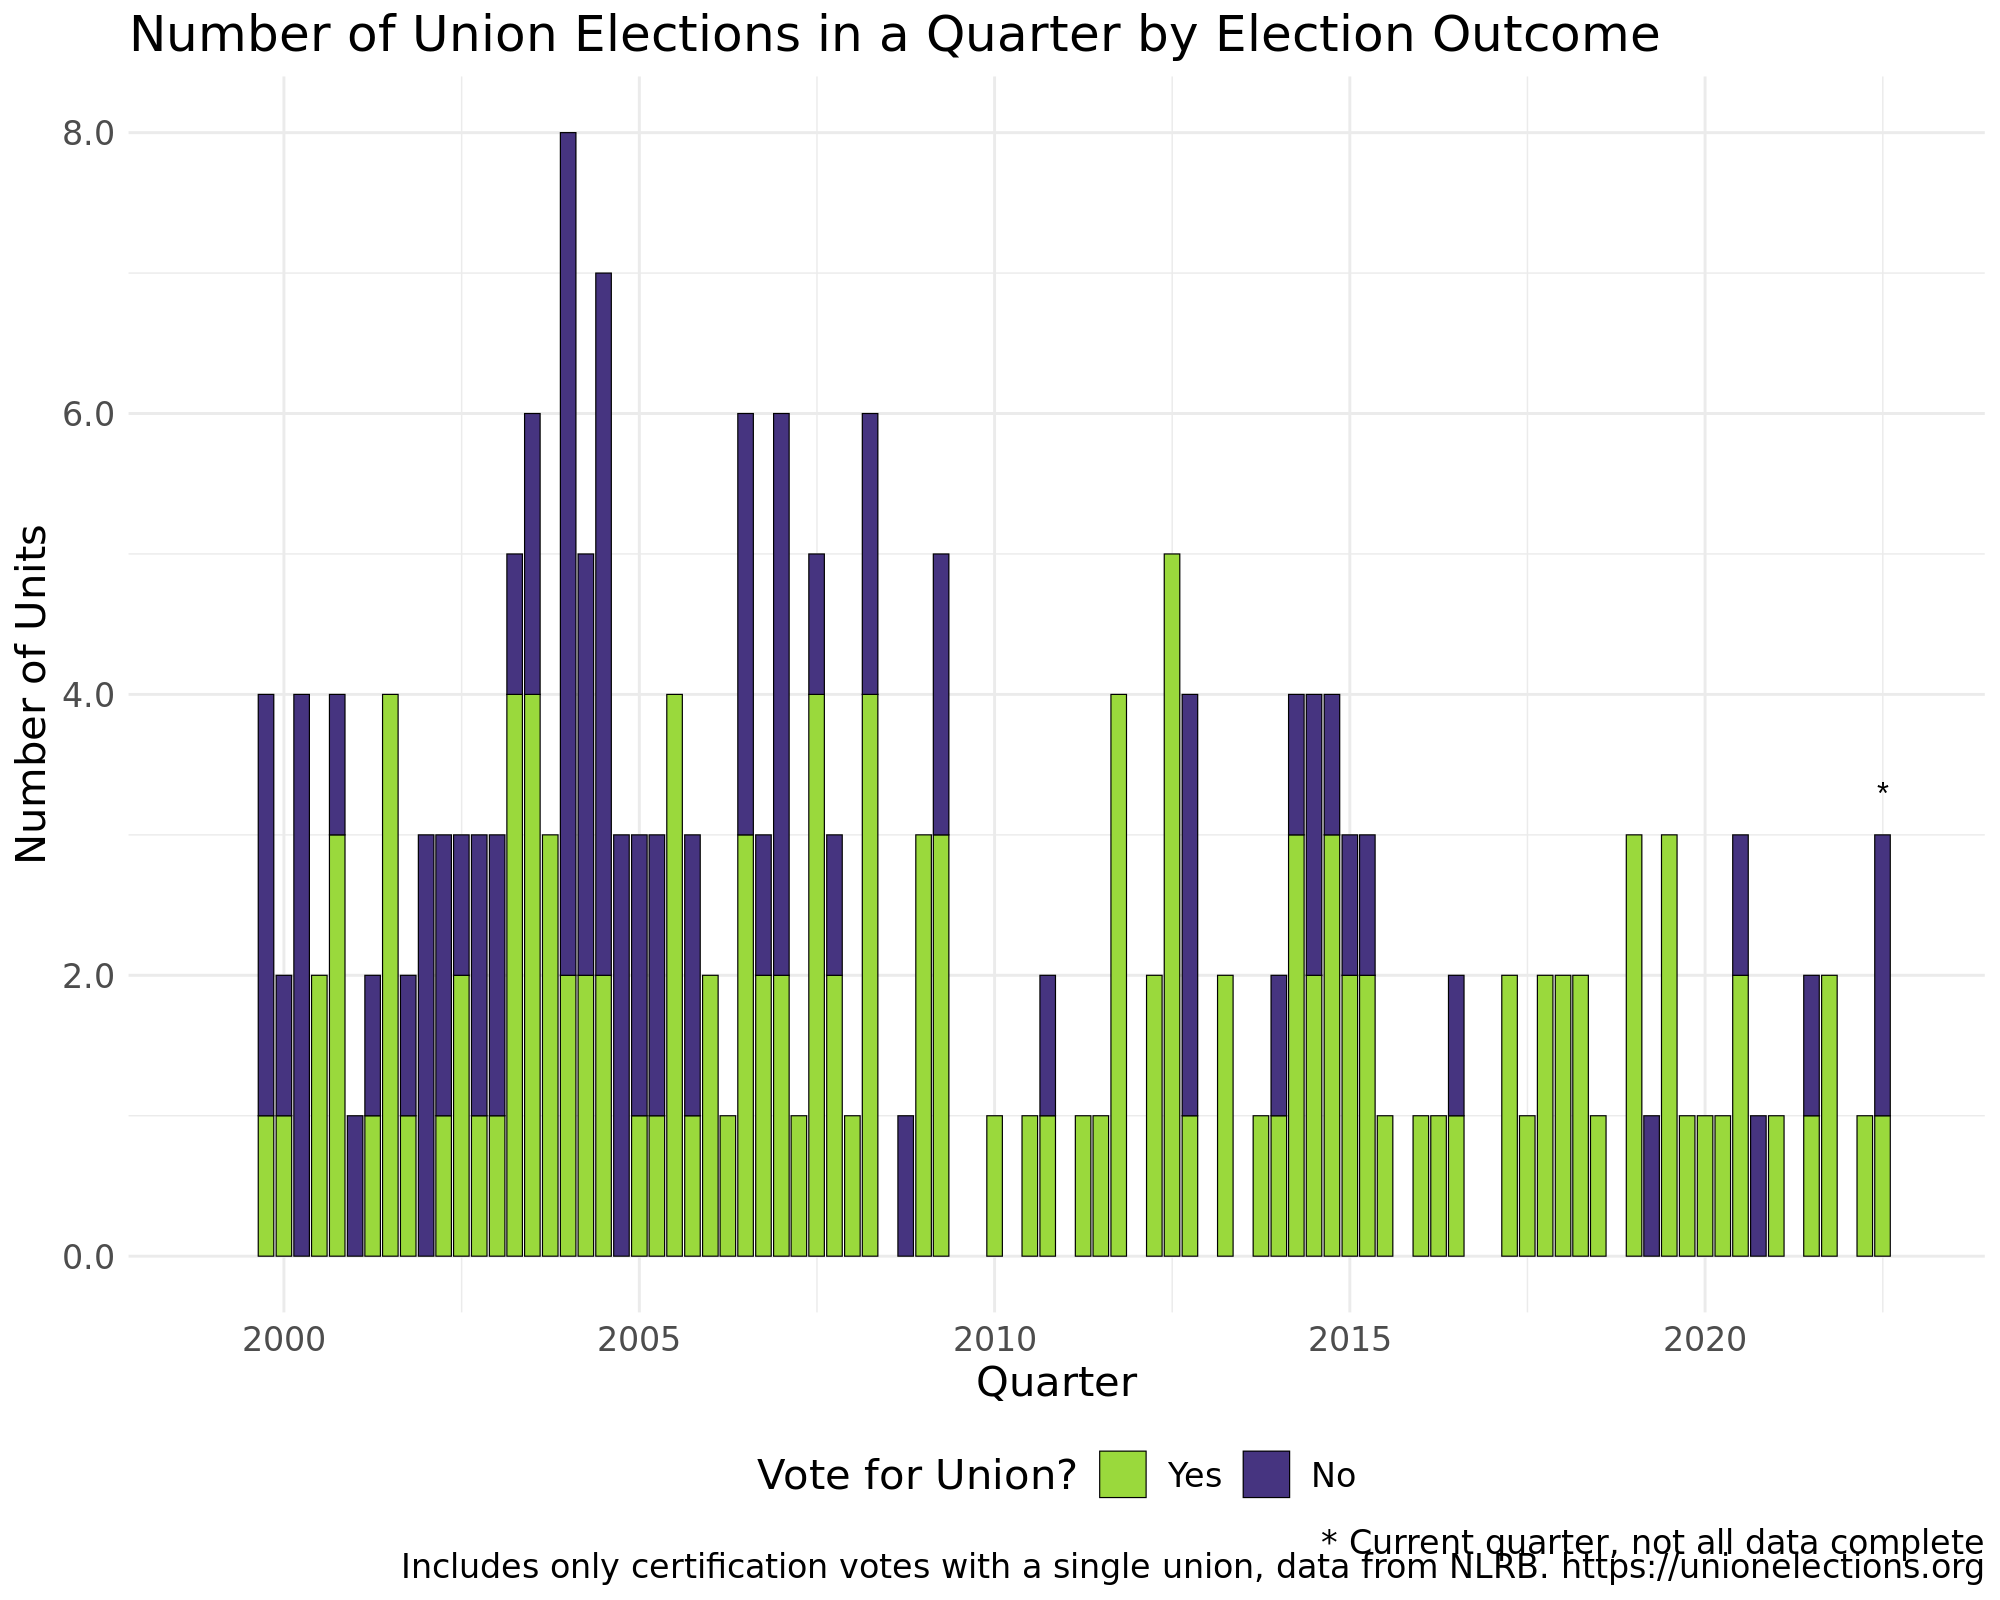 Number of Union Elections in a Quarter by Election Outcome
8.0
6.0
4.0
2.0
0.0
Number of Units
*
2000 2005 2010 2015 2020
Quarter
Vote for Union? Yes No
* Current quarter, not all data complete
Includes only certification votes with a single union, data from NLRB. https://unionelections.org